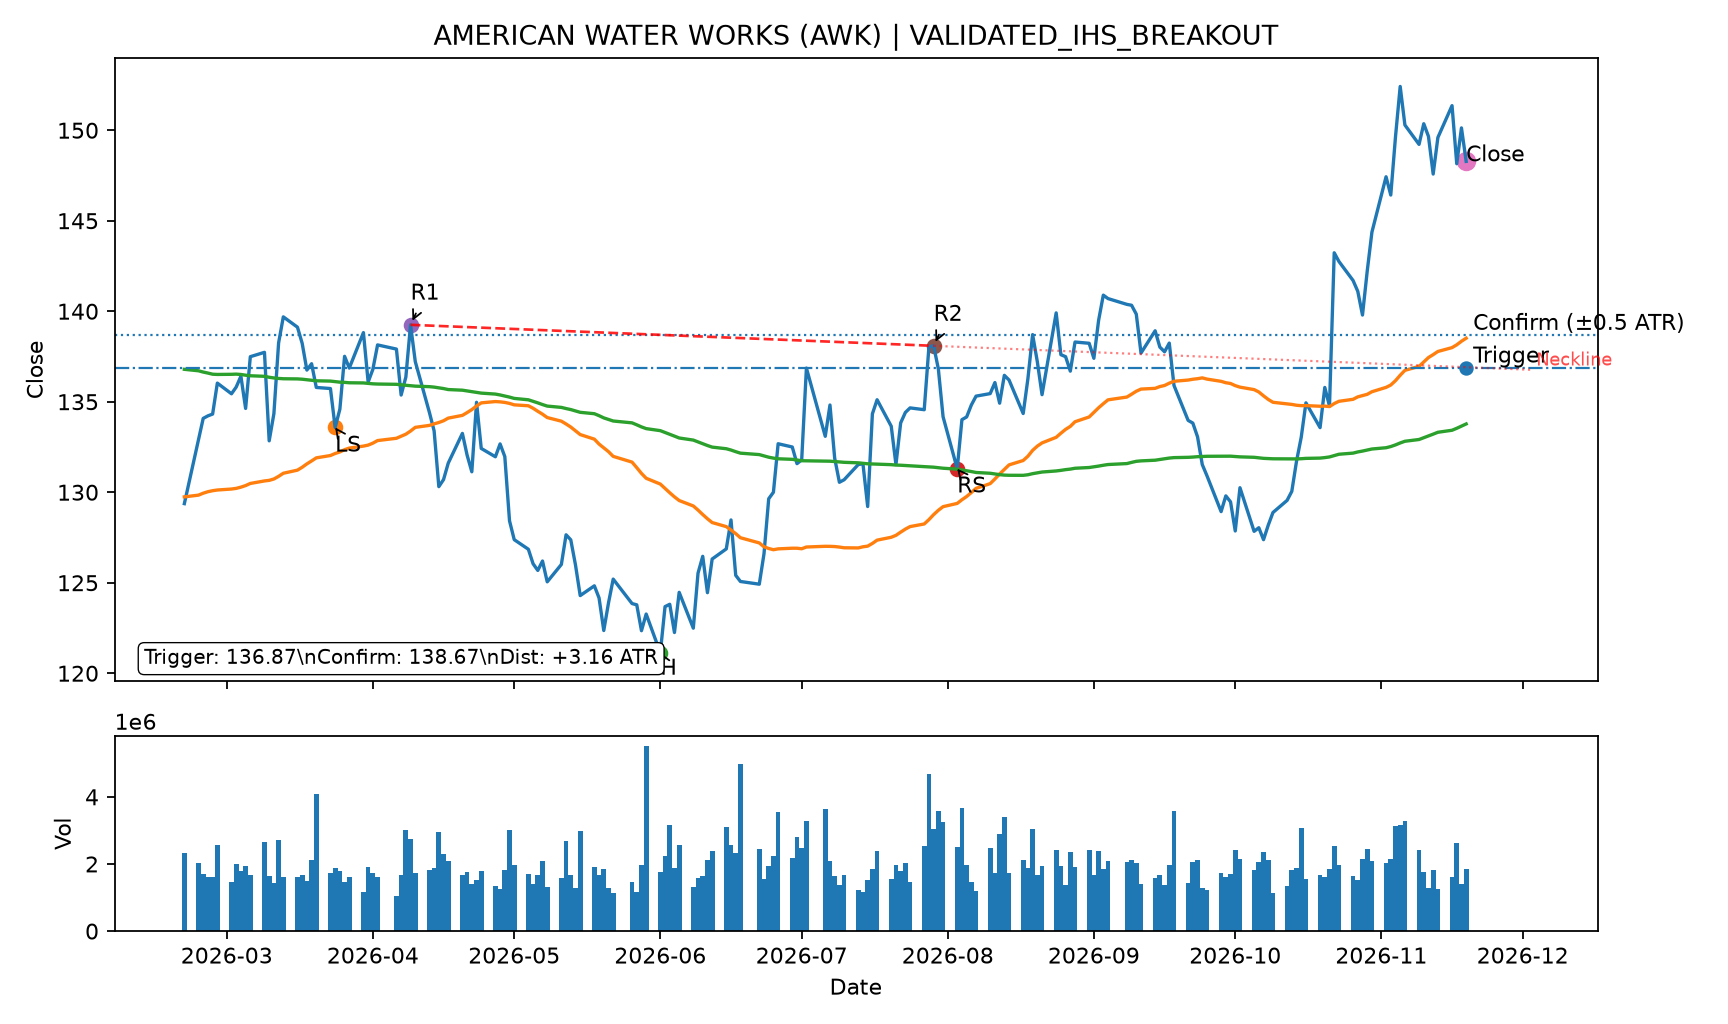 AMERICAN WATER WORKS (AWK) | VALIDATED_IHS_BREAKOUT
Close
150
145
140
135
130
125
120
R1
R2
LS
RS
H
Close
Confirm (±0.5 ATR)
Trigger
Neckline
Trigger: 136.87\nConfirm: 138.67\nDist: +3.16 ATR
1e6
Vol
4
2
0
2026-03
2026-04
2026-05
2026-06
2026-07
2026-08
2026-09
2026-10
2026-11
2026-12
Date